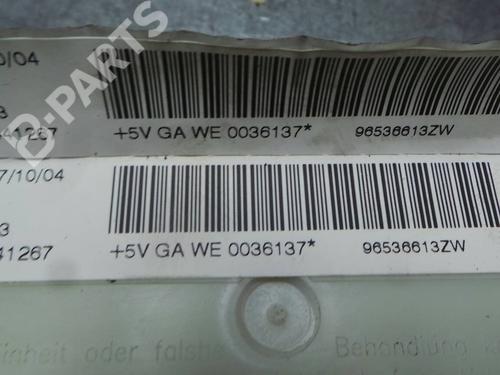 B-PARTS
0/04
3
41267
+5V GA WE 0036137*
96536613ZW
7/10/04
3
41267
+5V GA WE 0036137*
96536613ZW
inheit oder falsche
Behandlung